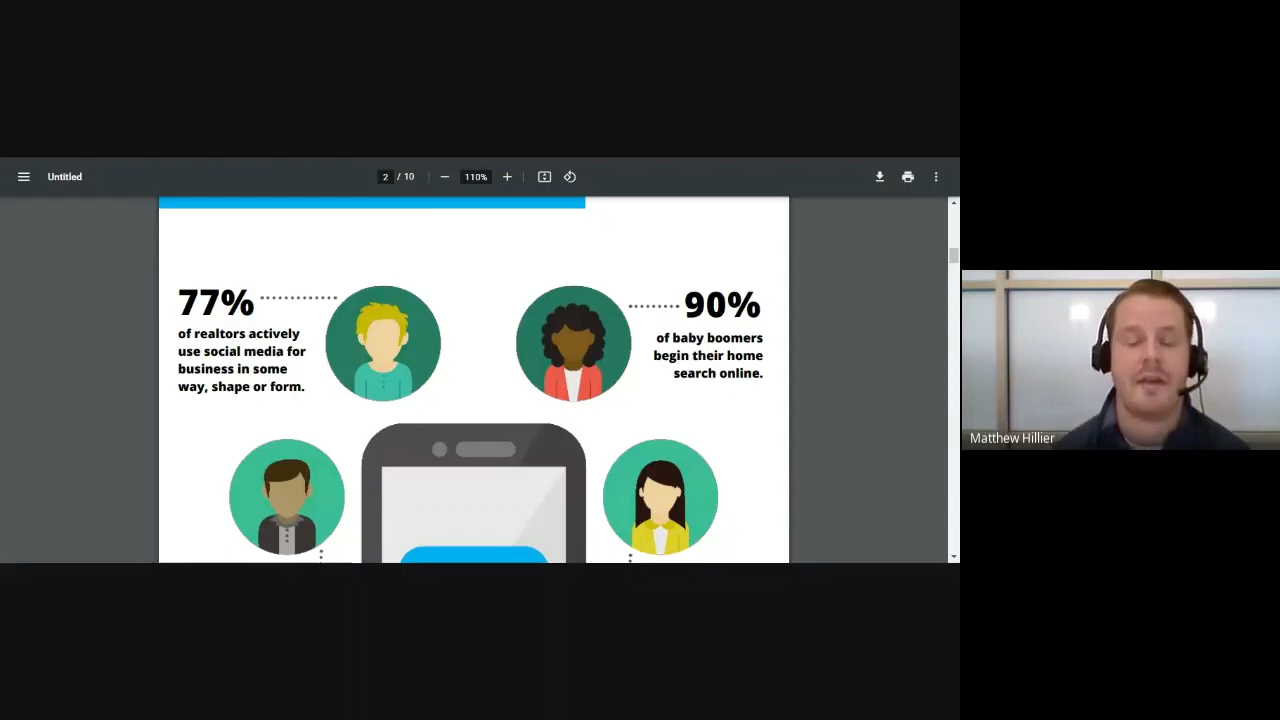 Untitled
2 / 10
110%
77%
of realtors actively
use social media for
business in some
way, shape or form.
90%
of baby boomers
begin their home
search online.
Matthew Hillier